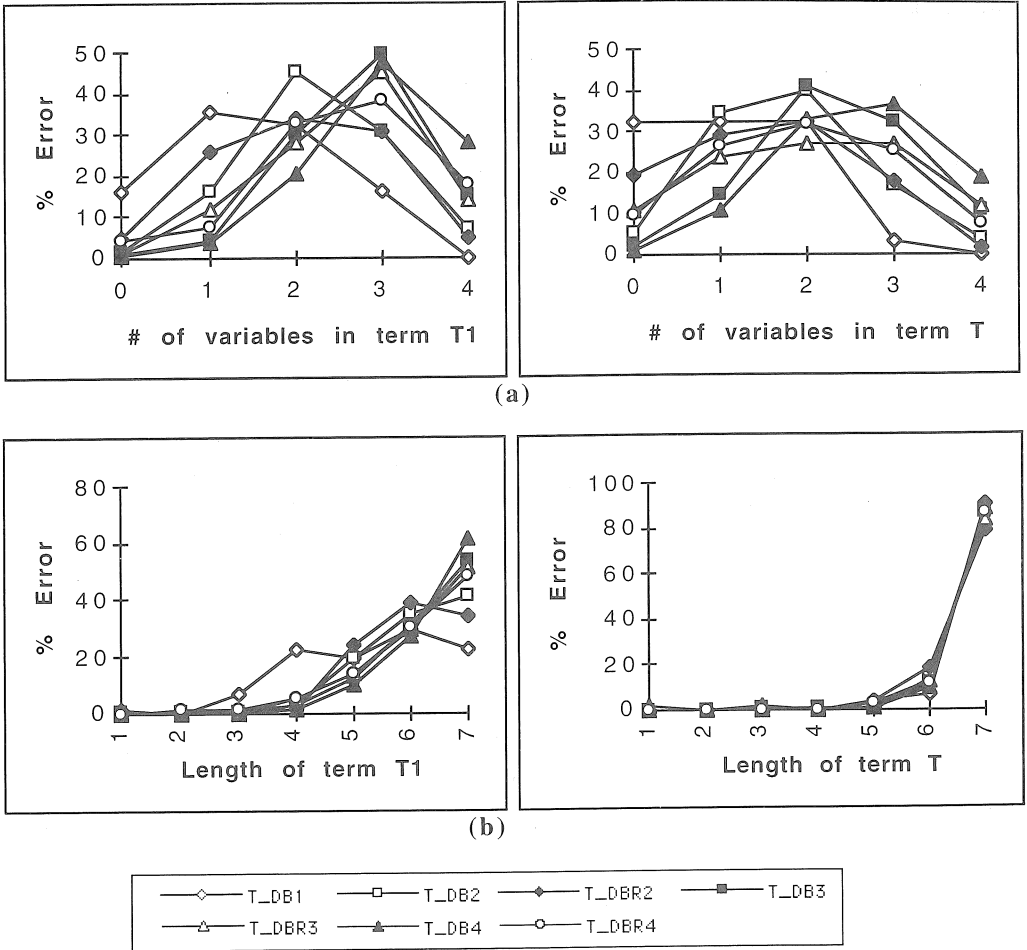 50
40
30
20
10
0
% Error
0 1 2 3 4
# of variables in term T1
50
40
30
20
10
0
% Error
0 1 2 3 4
# of variables in term T
(a)
80
60
40
20
0
% Error
1 2 3 4 5 6 7
Length of term T1
100
80
60
40
20
0
% Error
1 2 3 4 5 6 7
Length of term T
(b)
T_DB1 T_DB2 T_DBR2 T_DB3
T_DBR3 T_DB4 T_DBR4